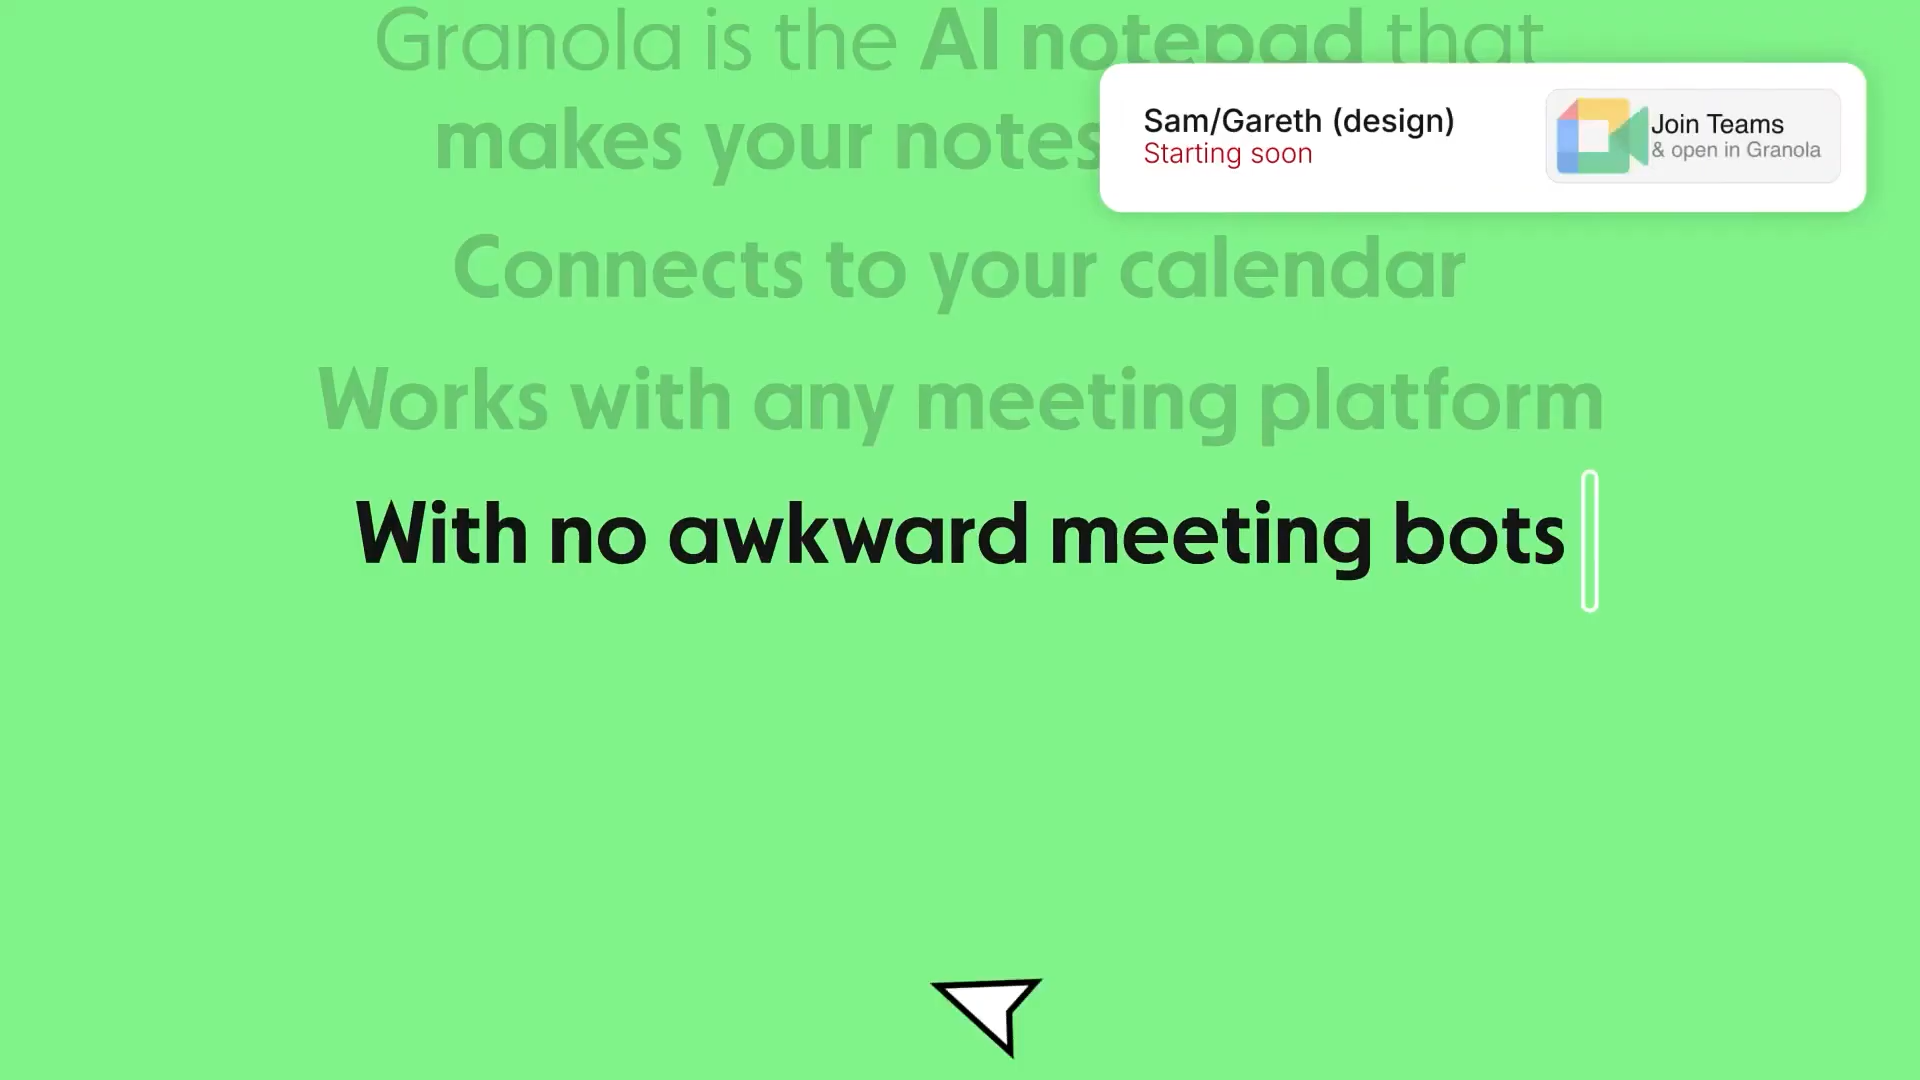 Granola is the AI notepad that
makes your notes
Sam/Gareth (design)
Starting soon
Join Teams
& open in Granola
Connects to your calendar
Works with any meeting platform
With no awkward meeting bots